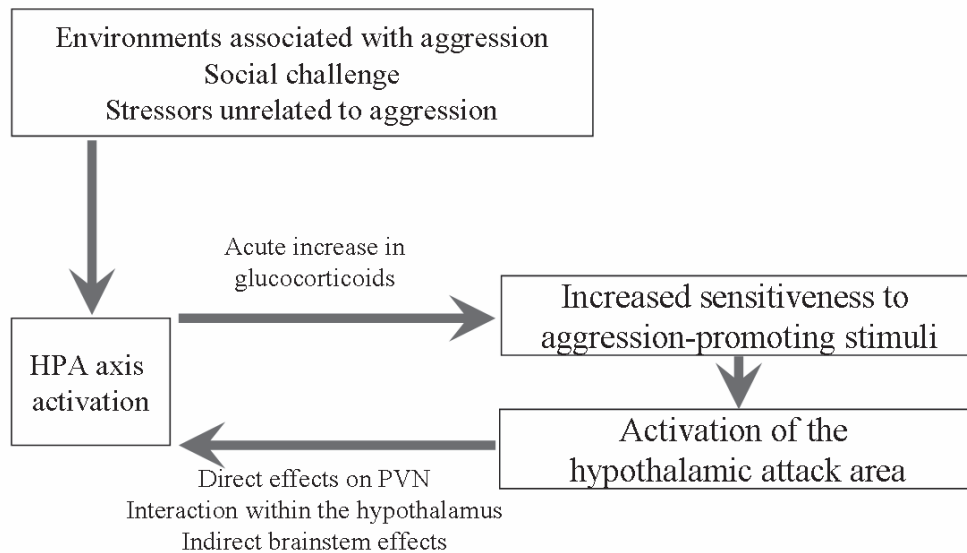 Environments associated with aggression
Social challenge
Stressors unrelated to aggression
Acute increase in
glucocorticoids
Increased sensitiveness to
aggression-promoting stimuli
HPA axis
activation
Activation of the
hypothalamic attack area
Direct effects on PVN
Interaction within the hypothalamus
Indirect brainstem effects